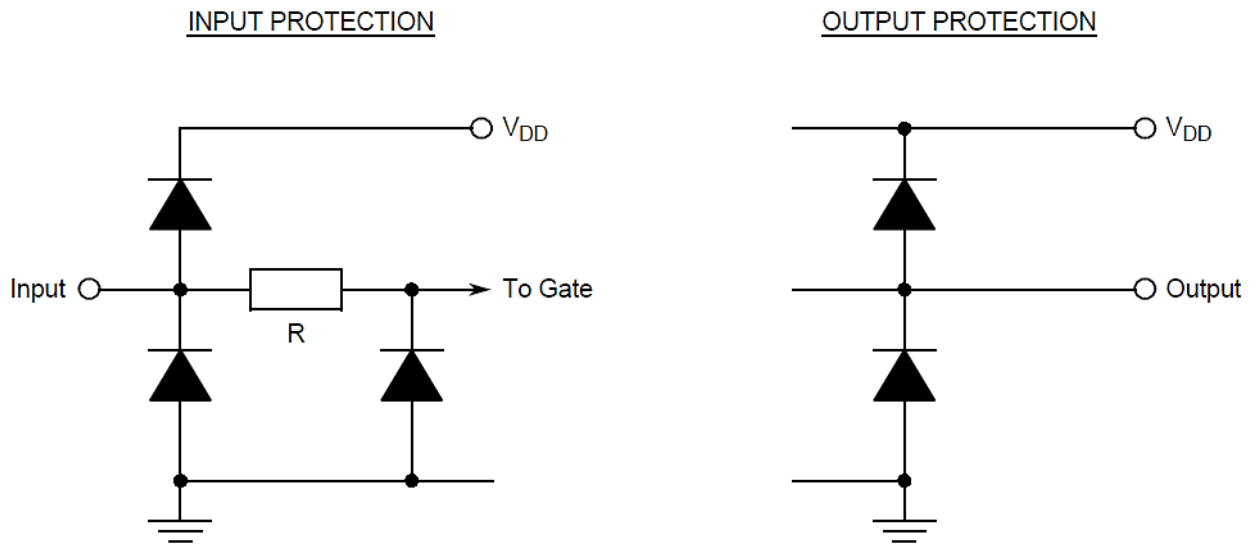 INPUT PROTECTION
OUTPUT PROTECTION
VDD
VDD
Input
R
To Gate
Output